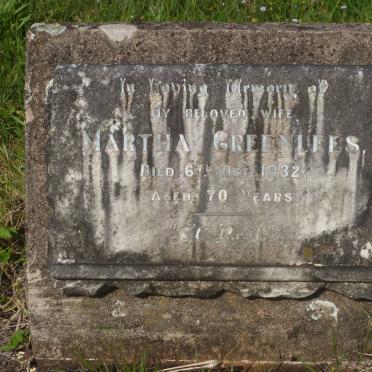 In Loving Memory of
MY BELOVED WIFE
MARTHA GREENLEES
DIED 6TH OCT. 1932
AGED 70 YEARS
"At Rest"